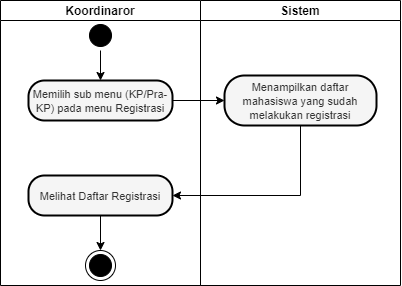 Koordinaror
Sistem
Memilih sub menu (KP/Pra-
KP) pada menu Registrasi
Menampilkan daftar
mahasiswa yang sudah
melakukan registrasi
Melihat Daftar Registrasi